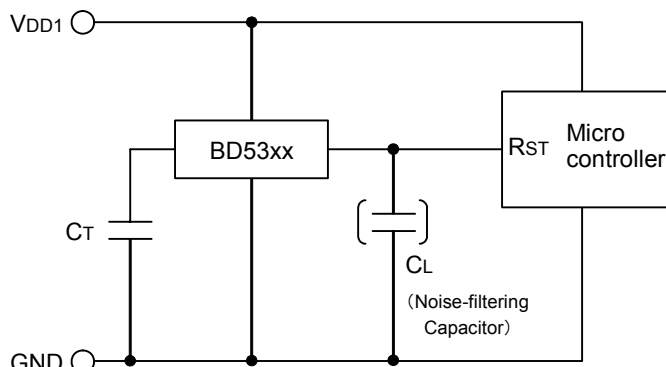 VDD1
BD53xx
RST
Micro
controller
CT
CL
（Noise-filtering
Capacitor）
GND